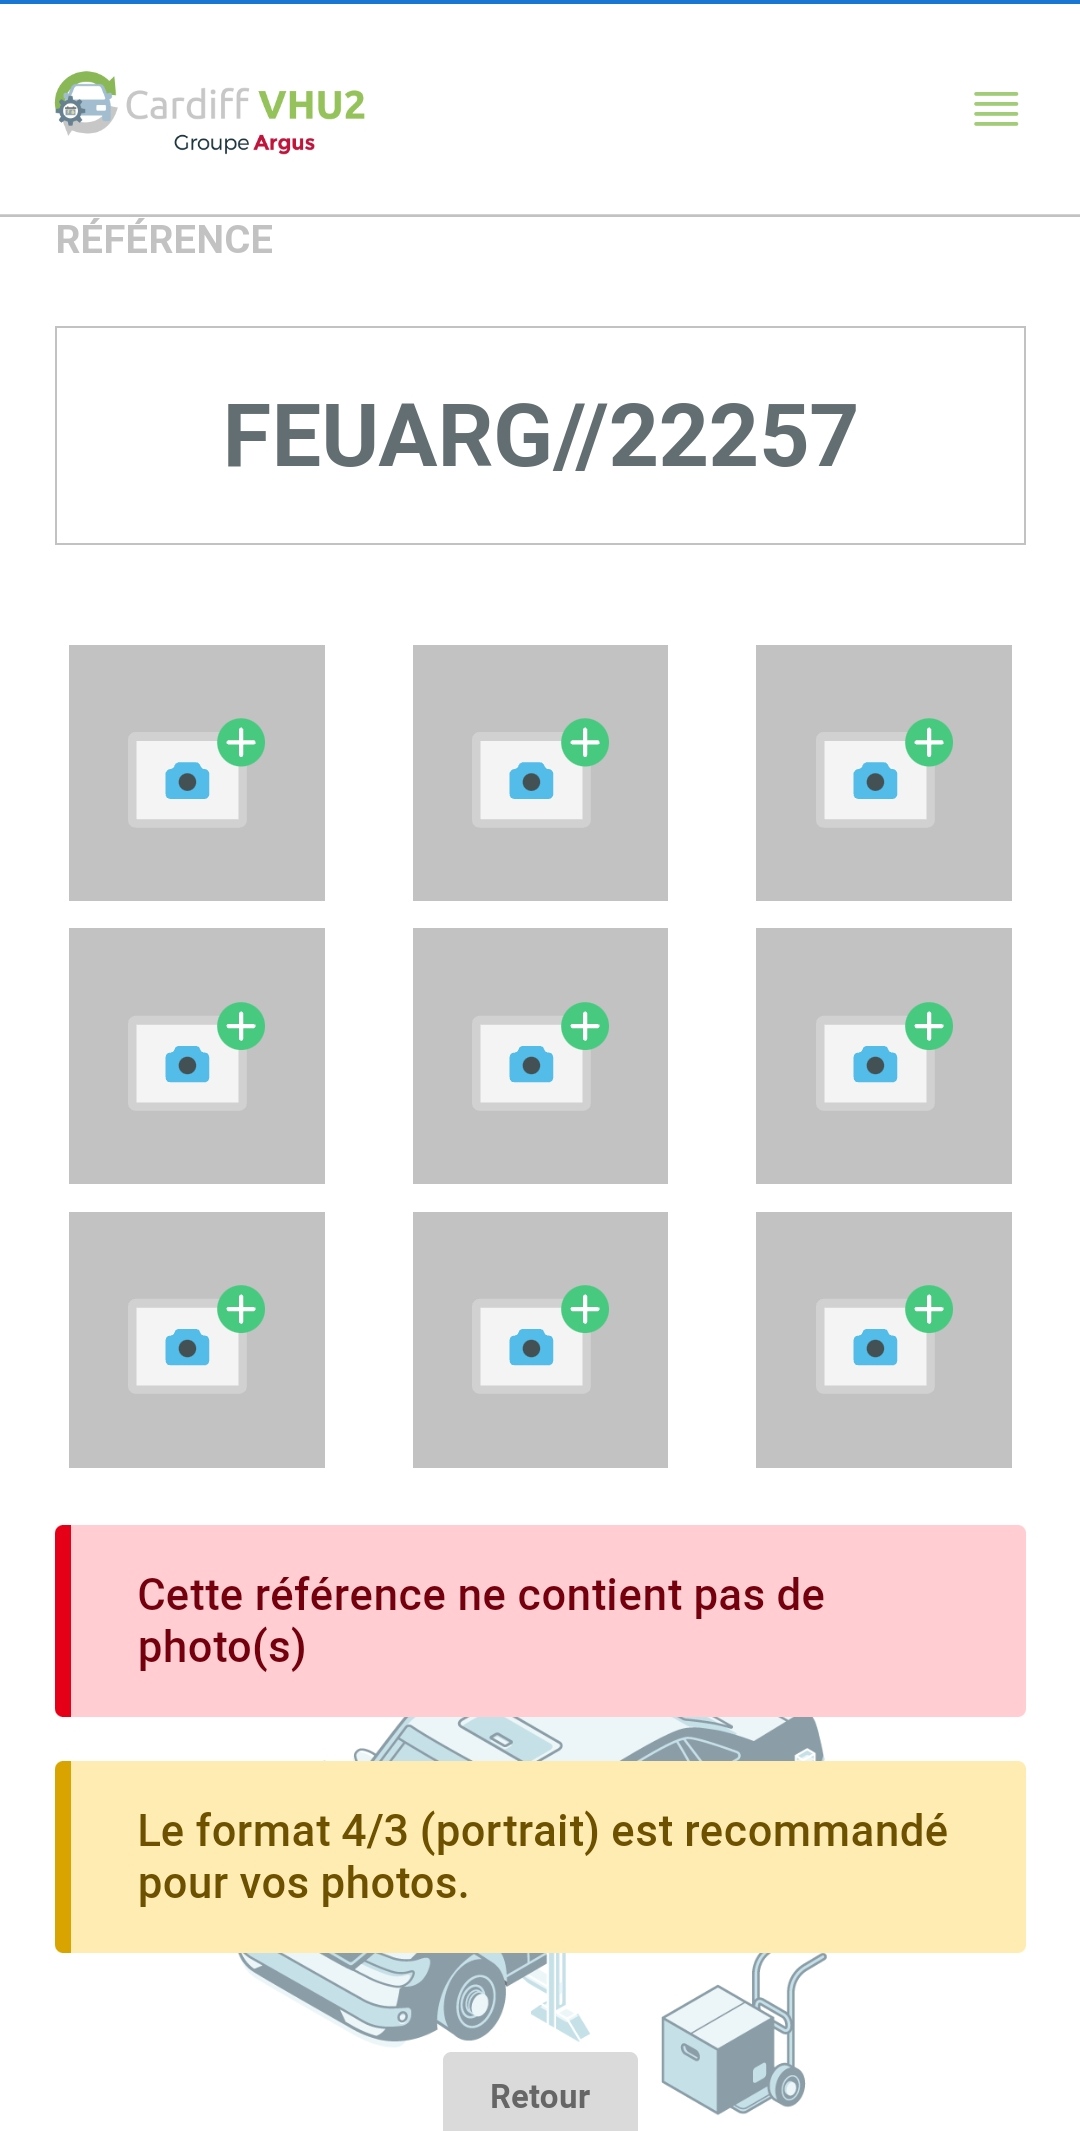 Cardiff VHU2
Groupe Argus
RÉFÉRENCE
FEUARG//22257
Cette référence ne contient pas de
photo(s)
Le format 4/3 (portrait) est recommandé
pour vos photos.
Retour